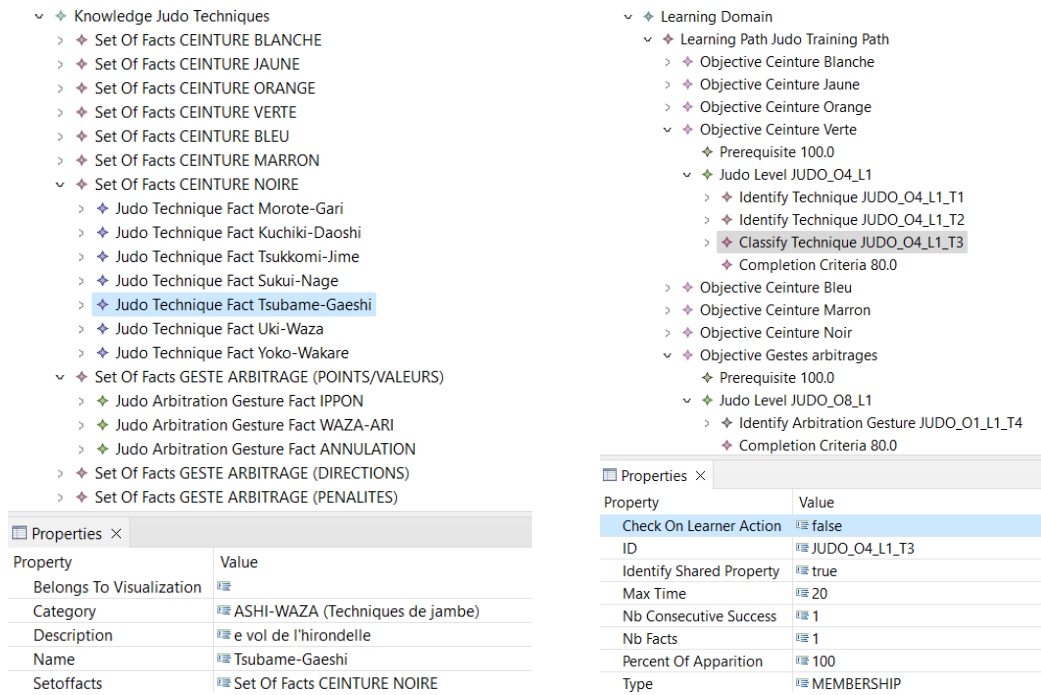 Knowledge Judo Techniques
Set Of Facts CEINTURE BLANCHE
Set Of Facts CEINTURE JAUNE
Set Of Facts CEINTURE ORANGE
Set Of Facts CEINTURE VERTE
Set Of Facts CEINTURE BLEU
Set Of Facts CEINTURE MARRON
Set Of Facts CEINTURE NOIRE
Judo Technique Fact Morote-Gari
Judo Technique Fact Kuchiki-Daoshi
Judo Technique Fact Tsukkomi-Jime
Judo Technique Fact Sukui-Nage
Judo Technique Fact Tsubame-Gaeshi
Judo Technique Fact Uki-Waza
Judo Technique Fact Yoko-Wakare
Set Of Facts GESTE ARBITRAGE (POINTS/VALEURS)
Judo Arbitration Gesture Fact IPPON
Judo Arbitration Gesture Fact WAZA-ARI
Judo Arbitration Gesture Fact ANNULATION
Set Of Facts GESTE ARBITRAGE (DIRECTIONS)
Set Of Facts GESTE ARBITRAGE (PENALITES)
Properties
Property Value
Belongs To Visualization
Category ASHI-WAZA (Techniques de jambe)
Description e vol de l'hirondelle
Name Tsubame-Gaeshi
Setoffacts Set Of Facts CEINTURE NOIRE
Learning Domain
Learning Path Judo Training Path
Objective Ceinture Blanche
Objective Ceinture Jaune
Objective Ceinture Orange
Objective Ceinture Verte
Prerequisite 100.0
Judo Level JUDO_O4_L1
Identify Technique JUDO_O4_L1_T1
Identify Technique JUDO_O4_L1_T2
Classify Technique JUDO_O4_L1_T3
Completion Criteria 80.0
Objective Ceinture Bleu
Objective Ceinture Marron
Objective Ceinture Noir
Objective Gestes arbitrages
Prerequisite 100.0
Judo Level JUDO_O8_L1
Identify Arbitration Gesture JUDO_O1_L1_T4
Completion Criteria 80.0
Properties
Property Value
Check On Learner Action false
ID JUDO_O4_L1_T3
Identify Shared Property true
Max Time 20
Nb Consecutive Success 1
Nb Facts 1
Percent Of Apparition 100
Type MEMBERSHIP